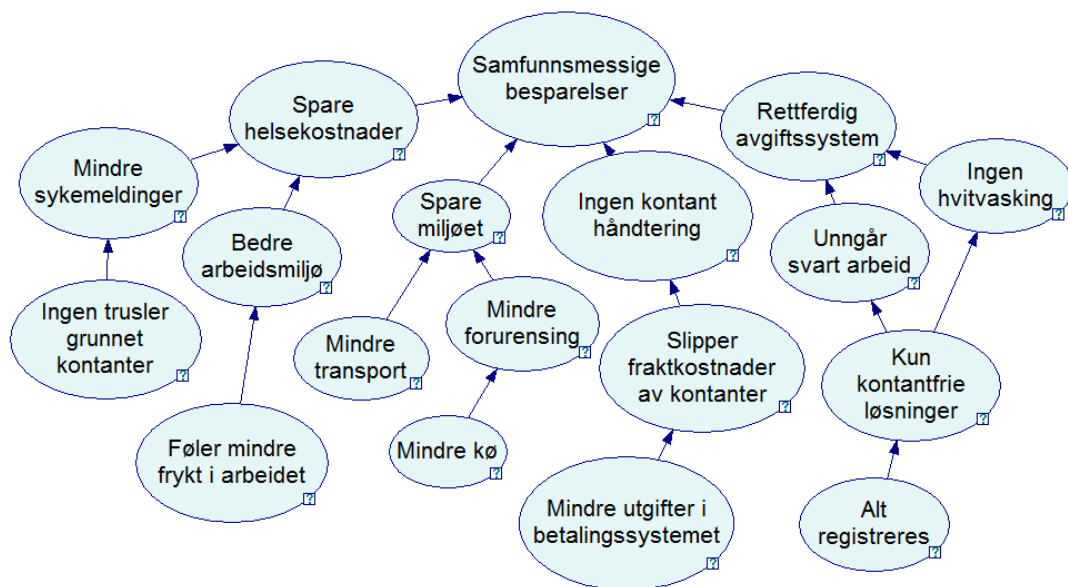 Samfunnsmessige
besparelser
?
Spare
helsekostnader
?
Rettferdig
avgiftssystem
?
Mindre
sykemeldinger
?
Ingen
hvitvasking
?
Spare
miljøet
?
Ingen kontant
håndtering
?
Bedre
arbeidsmiljø
?
Unngår
svart arbeid
?
Ingen trusler
grunnet
kontanter
?
Mindre
transport
?
Mindre
forurensing
?
Slipper
fraktkostnader
av kontanter
?
Kun
kontantfrie
løsninger
?
Føler mindre
frykt i arbeidet
?
Mindre kø
?
Mindre utgifter i
betalingssystemet
?
Alt
registreres
?